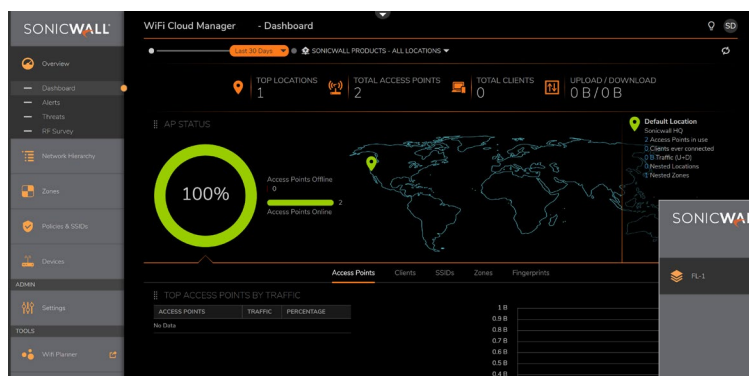 SONICWALL
WiFi Cloud Manager - Dashboard
SD
Last 30 Days
SONICWALL PRODUCTS - ALL LOCATIONS
Overview
Dashboard
Alerts
Threats
RF Survey
Network Hierarchy
Zones
Policies & SSIDs
Devices
ADMIN
Settings
TOOLS
Wifi Planner
TOP LOCATIONS
1
TOTAL ACCESS POINTS
2
TOTAL CLIENTS
0
UPLOAD / DOWNLOAD
0 B / 0 B
AP STATUS
100%
Access Points Offline
0
2
Access Points Online
Default Location
Sonicwall HQ
2 Access Points in use
0 Clients ever connected
0 B Traffic (U+D)
0 Nested Locations
1 Nested Zones
Access Points Clients SSIDs Zones Fingerprints
TOP ACCESS POINTS BY TRAFFIC
ACCESS POINTS TRAFFIC PERCENTAGE
No Data
1 B
0.9 B
0.8 B
0.7 B
0.6 B
0.5 B
0.4 B
SONICWAL
FL-1